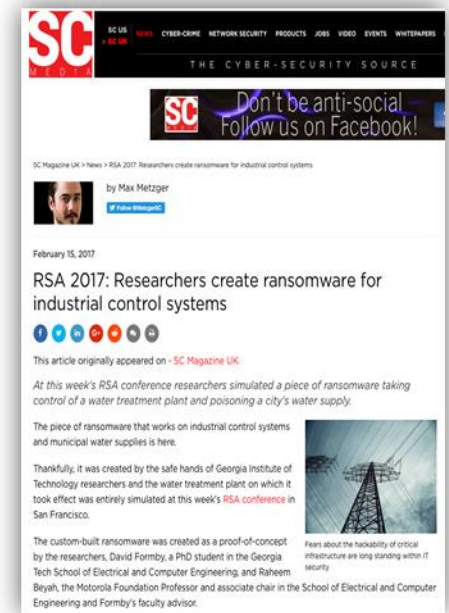 SC
MEDIA
SC US
> SC UK
NEWS CYBER-CRIME NETWORK SECURITY PRODUCTS JOBS VIDEO EVENTS WHITEPAPERS
THE CYBER-SECURITY SOURCE
SC
MEDIA
Don't be anti-social
Follow us on Facebook!
SC Magazine UK > News > RSA 2017: Researchers create ransomware for industrial control systems
by Max Metzger
Follow @MetzgerSC
February 15, 2017
RSA 2017: Researchers create ransomware for
industrial control systems
This article originally appeared on - SC Magazine UK.
At this week's RSA conference researchers simulated a piece of ransomware taking
control of a water treatment plant and poisoning a city's water supply.
The piece of ransomware that works on industrial control systems
and municipal water supplies is here.
Thankfully, it was created by the safe hands of Georgia Institute of
Technology researchers and the water treatment plant on which it
took effect was entirely simulated at this week's RSA conference in
San Francisco.
Fears about the hackability of critical
infrastructure are long standing within IT
security
The custom-built ransomware was created as a proof-of-concept
by the researchers, David Formby, a PhD student in the Georgia
Tech School of Electrical and Computer Engineering, and Raheem
Beyah, the Motorola Foundation Professor and associate chair in the School of Electrical and Computer
Engineering and Formby's faculty advisor.